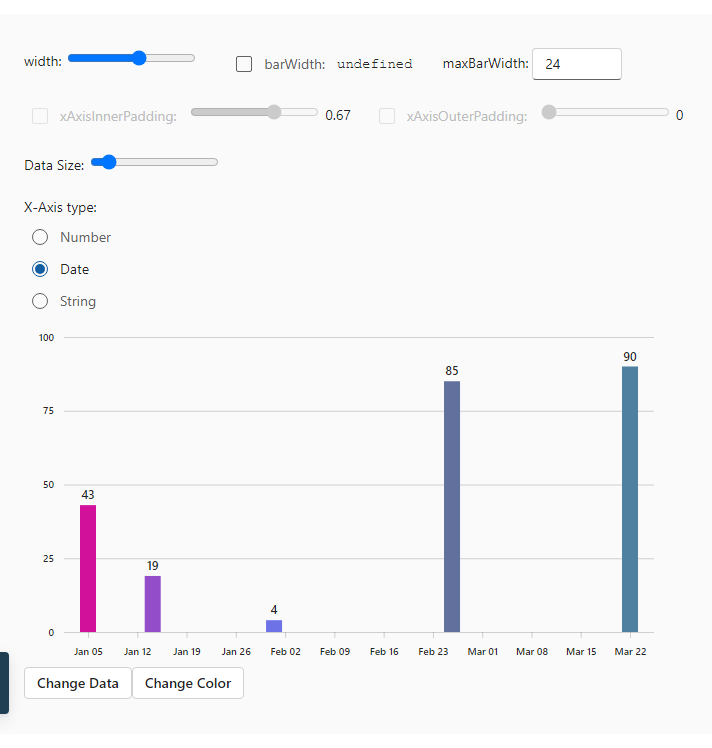 width: barWidth: undefined maxBarWidth: 24
xAxisInnerPadding: 0.67 xAxisOuterPadding: 0
Data Size:
X-Axis type:
Number
Date
String
100
90
85
75
50
43
25
19
4
0
Jan 05 Jan 12 Jan 19 Jan 26 Feb 02 Feb 09 Feb 16 Feb 23 Mar 01 Mar 08 Mar 15 Mar 22
Change Data Change Color